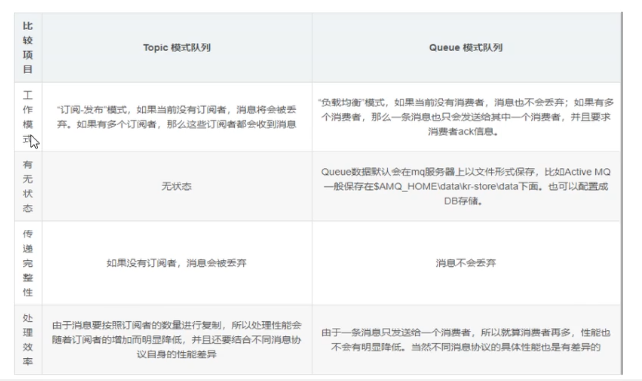 比
较
项
目
Topic 模式队列
Queue 模式队列
工
作
模
式
“订阅-发布”模式，如果当前没有订阅者，消息将会被丢
弃。如果有多个订阅者，那么这些订阅者都会收到消息
“负载均衡”模式，如果当前没有消费者，消息也不会丢弃；如果有多
个消费者，那么一条消息也只会发送给其中一个消费者，并且要求
消费者ack信息。
有
无
状
态
无状态
Queue数据默认会在mq服务器上以文件形式保存，比如Active MQ
一般保存在$AMQ_HOME\data\kr-store\data下面。也可以配置成
DB存储。
传
递
完
整
性
如果没有订阅者，消息会被丢弃
消息不会丢弃
处
理
效
率
由于消息要按照订阅者的数量进行复制，所以处理性能会
随着订阅者的增加而明显降低，并且还要结合不同消息协
议自身的性能差异
由于一条消息只发送给一个消费者，所以就算消费者再多，性能也
不会有明显降低。当然不同消息协议的具体性能也是有差异的